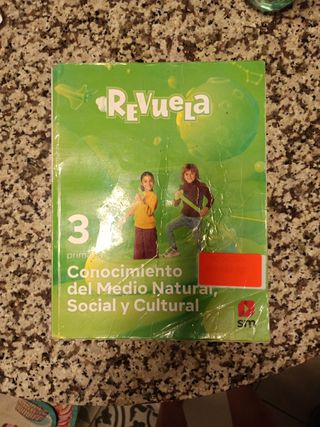 REVUELA
3
primaria
Conocimiento
del Medio Natural,
Social y Cultural
sm